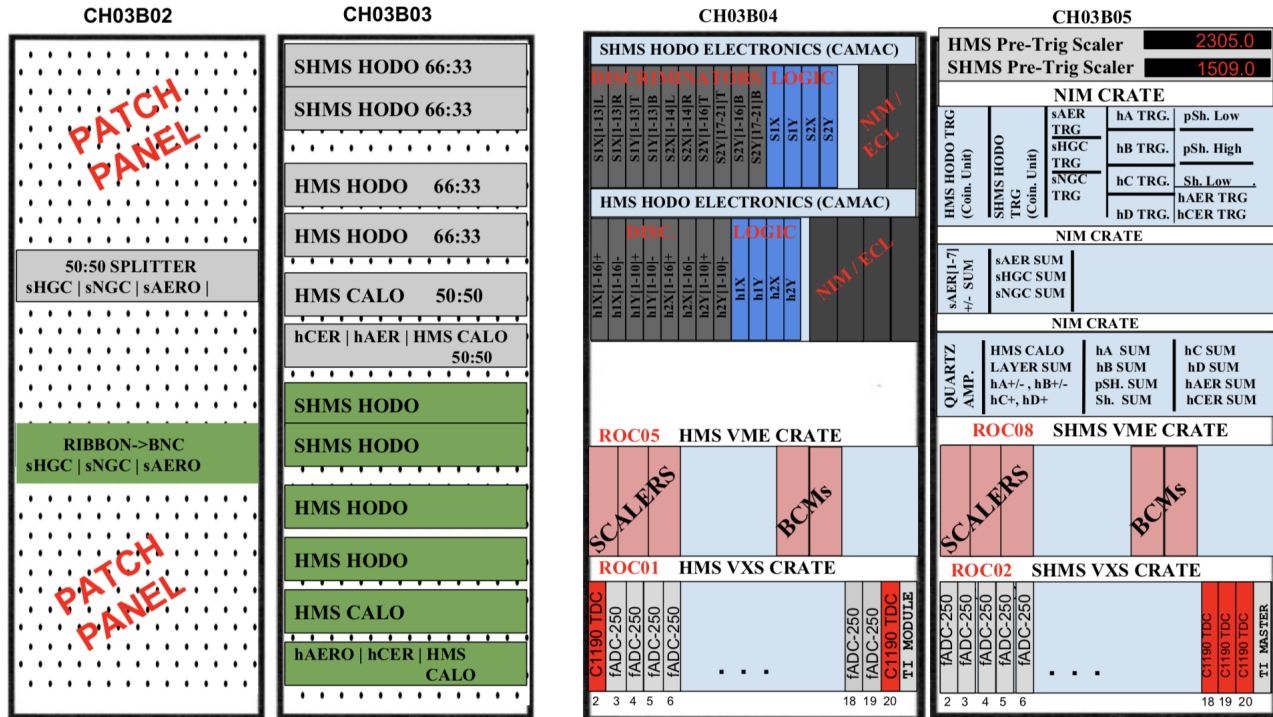 CH03B02
PATCH
PANEL
50:50 SPLITTER
sHGC | sNGC | sAERO |
RIBBON->BNC
sHGC | sNGC | sAERO
PATCH
PANEL
CH03B03
SHMS HODO 66:33
SHMS HODO 66:33
HMS HODO 66:33
HMS HODO 66:33
HMS CALO 50:50
hCER | hAER | HMS CALO
50:50
SHMS HODO
SHMS HODO
HMS HODO
HMS HODO
HMS CALO
hAERO | hCER | HMS
CALO
CH03B04
SHMS HODO ELECTRONICS (CAMAC)
DISCRIMINATORS
LOGIC
S1X[1-13]L
S1X[1-13]R
S1Y[1-13]T
S1Y[1-13]B
S2X[1-14]L
S2X[1-14]R
S2Y[1-16]T
S2Y[17-21]T
S2Y[1-16]B
S2Y[17-21]B
S1X
S1Y
S2X
S2Y
NIM /
ECL
HMS HODO ELECTRONICS (CAMAC)
DISC.
LOGIC
h1X[1-16]+
h1X[1-16]-
h1Y[1-10]+
h1Y[1-10]-
h2X[1-16]+
h2X[1-16]-
h2Y[1-10]+
h2Y[1-10]-
h1X
h1Y
h2X
h2Y
NIM / ECL
ROC05 HMS VME CRATE
SCALERS
BCMs
ROC01 HMS VXS CRATE
C1190 TDC
fADC-250
fADC-250
fADC-250
fADC-250
. . .
fADC-250
fADC-250
C1190 TDC
TI MODULE
2 3 4 5 6 18 19 20
CH03B05
HMS Pre-Trig Scaler 2305.0
SHMS Pre-Trig Scaler 1509.0
NIM CRATE
HMS HODO TRG
(Coin. Unit)
SHMS HODO
TRG
(Coin. Unit)
sAER
TRG
sHGC
TRG
sNGC
TRG
hA TRG.
hB TRG.
hC TRG.
hD TRG.
pSh. Low
pSh. High
Sh. Low .
hAER TRG
hCER TRG
NIM CRATE
sAER[1-7]
+/- SUM
sAER SUM
sHGC SUM
sNGC SUM
NIM CRATE
QUARTZ
AMP.
HMS CALO
LAYER SUM
hA+/- , hB+/-
hC+, hD+
hA SUM
hB SUM
pSH. SUM
Sh. SUM
hC SUM
hD SUM
hAER SUM
hCER SUM
ROC08 SHMS VME CRATE
SCALERS
BCMs
ROC02 SHMS VXS CRATE
fADC-250
fADC-250
fADC-250
fADC-250
fADC-250
. . .
C1190 TDC
C1190 TDC
C1190 TDC
TI MASTER
2 3 4 5 6 18 19 20